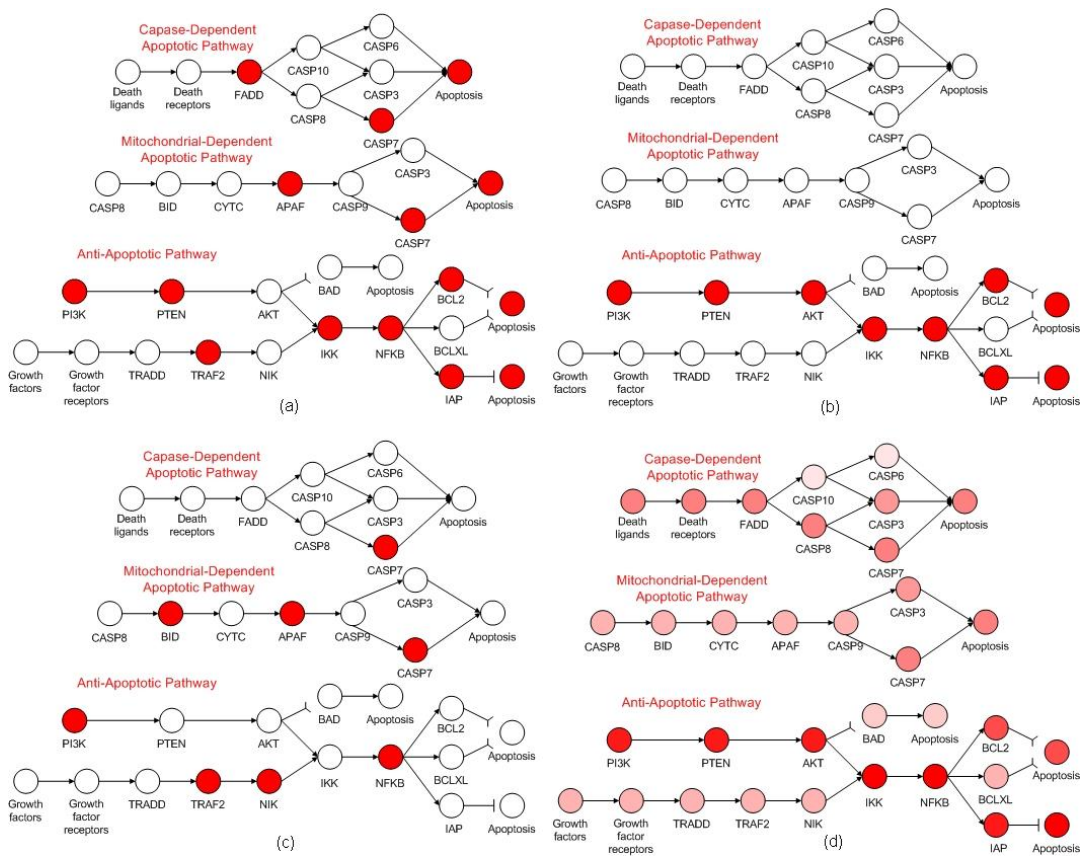 Capase-Dependent
Apoptotic Pathway
CASP6
CASP10
Death
ligands
Death
receptors
FADD
CASP3
Apoptosis
CASP8
CASP7
Mitochondrial-Dependent
Apoptotic Pathway
CASP3
CASP8
BID
CYTC
APAF
CASP9
Apoptosis
CASP7
Anti-Apoptotic Pathway
BAD
Apoptosis
BCL2
PI3K
PTEN
AKT
Apoptosis
IKK
NFKB
BCLXL
Growth
factors
Growth
factor
receptors
TRADD
TRAF2
NIK
IAP
Apoptosis
(a)
Capase-Dependent
Apoptotic Pathway
CASP6
CASP10
Death
ligands
Death
receptors
FADD
CASP3
Apoptosis
CASP8
CASP7
Mitochondrial-Dependent
Apoptotic Pathway
CASP3
CASP8
BID
CYTC
APAF
CASP9
Apoptosis
CASP7
Anti-Apoptotic Pathway
BAD
Apoptosis
BCL2
PI3K
PTEN
AKT
Apoptosis
IKK
NFKB
BCLXL
Growth
factors
Growth
factor
receptors
TRADD
TRAF2
NIK
IAP
Apoptosis
(b)
Capase-Dependent
Apoptotic Pathway
CASP6
CASP10
Death
ligands
Death
receptors
FADD
CASP3
Apoptosis
CASP8
CASP7
Mitochondrial-Dependent
Apoptotic Pathway
CASP3
CASP8
BID
CYTC
APAF
CASP9
Apoptosis
CASP7
Anti-Apoptotic Pathway
BAD
Apoptosis
BCL2
PI3K
PTEN
AKT
Apoptosis
IKK
NFKB
BCLXL
Growth
factors
Growth
factor receptors
TRADD
TRAF2
NIK
IAP
Apoptosis
(c)
Capase-Dependent
Apoptotic Pathway
CASP6
CASP10
Death
ligands
Death
receptors
FADD
CASP3
Apoptosis
CASP8
CASP7
Mitochondrial-Dependent
Apoptotic Pathway
CASP3
CASP8
BID
CYTC
APAF
CASP9
Apoptosis
CASP7
Anti-Apoptotic Pathway
BAD
Apoptosis
BCL2
PI3K
PTEN
AKT
Apoptosis
IKK
NFKB
BCLXL
Growth
factors
Growth
factor
receptors
TRADD
TRAF2
NIK
IAP
Apoptosis
(d)